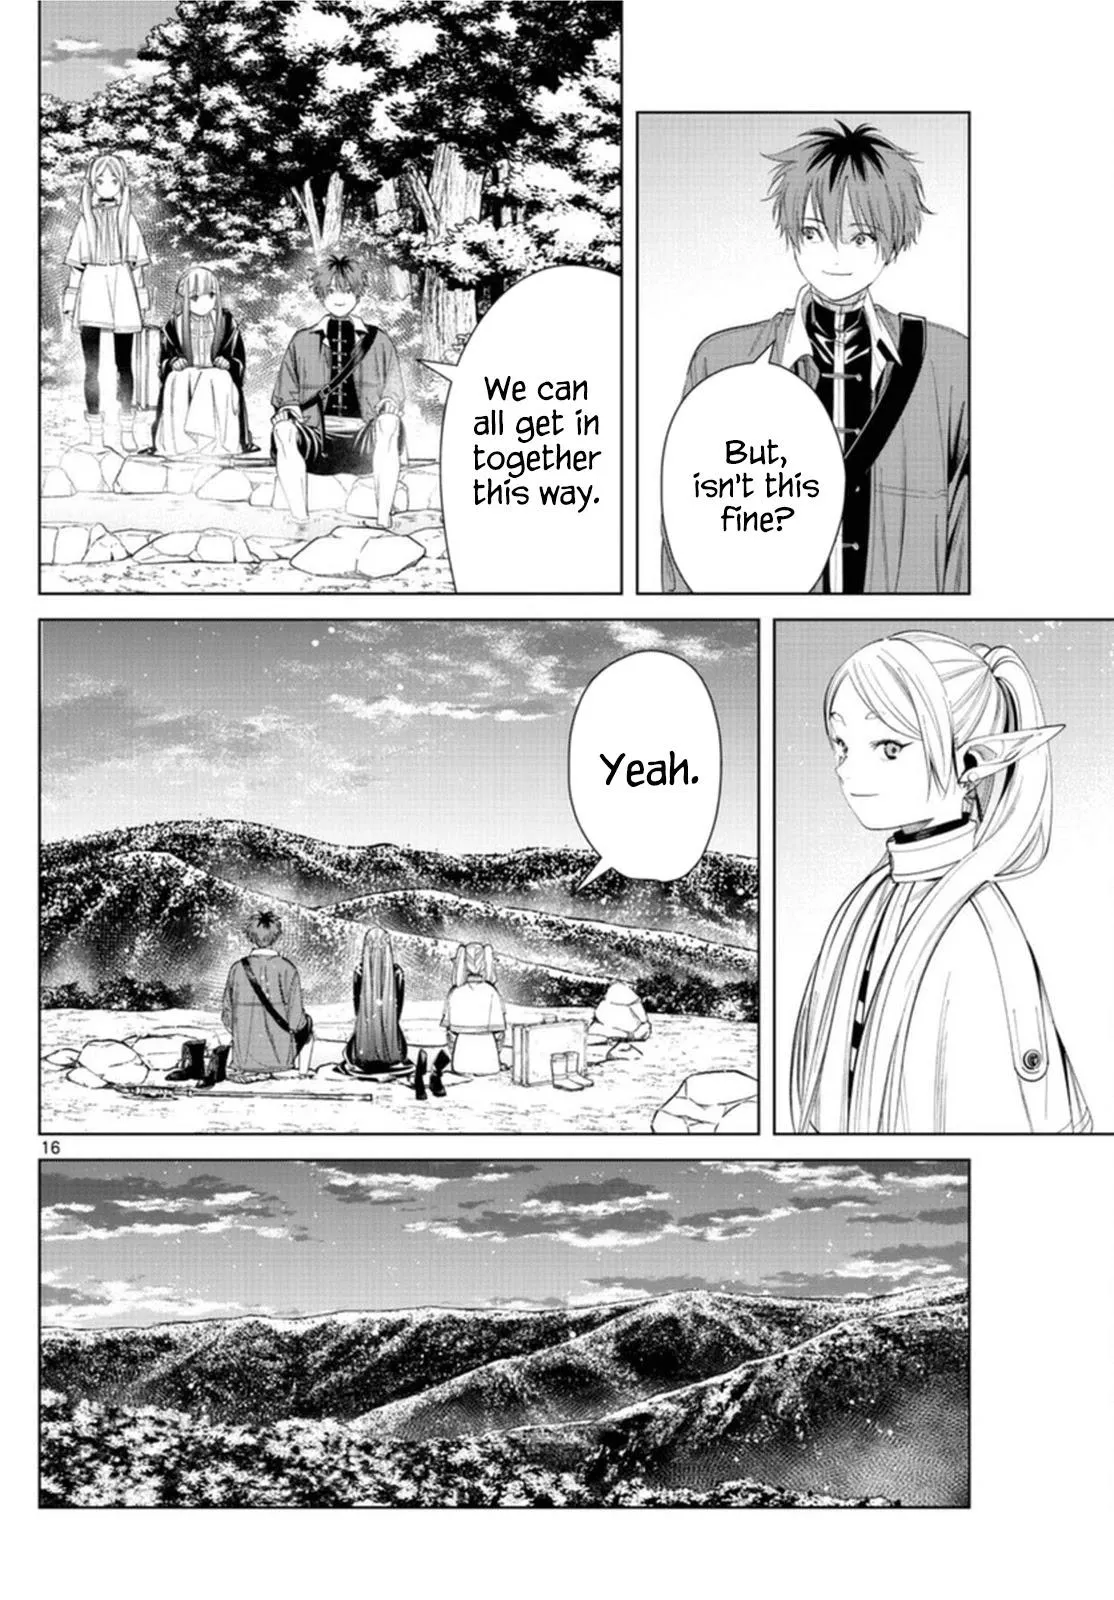 But,
isn't this
fine?
We can
all get in
together
this way.
Yeah.
16